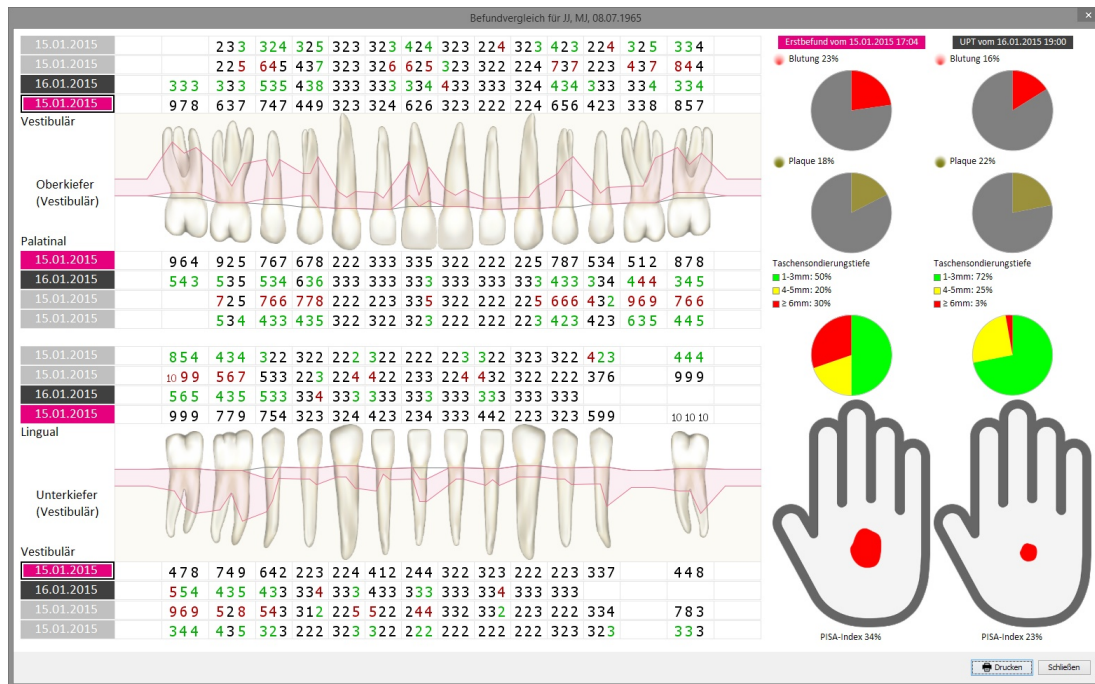 Befundvergleich für JJ, MJ, 08.07.1965
15.01.2015 233 324 325 323 323 424 323 224 323 423 224 325 334
15.01.2015 225 645 437 323 326 625 323 322 224 737 223 437 844
16.01.2015 333 333 535 438 333 333 334 433 333 324 434 333 334 334
15.01.2015 978 637 747 449 323 324 626 323 222 224 656 423 338 857
Vestibulär
Oberkiefer
(Vestibulär)
Palatinal
15.01.2015 964 925 767 678 222 333 335 322 222 225 787 534 512 878
16.01.2015 543 535 534 636 333 333 333 333 333 333 433 334 444 345
15.01.2015 725 766 778 222 223 335 322 222 225 666 432 969 766
15.01.2015 534 433 435 322 322 323 222 222 223 423 423 635 445
15.01.2015 854 434 322 322 222 322 222 223 322 323 322 423 444
15.01.2015 10 9 9 567 533 223 224 422 233 224 432 322 222 376 999
16.01.2015 565 435 533 334 333 333 333 333 333 333 333
15.01.2015 999 779 754 323 324 423 234 333 442 223 323 599 10 10 10
Lingual
Unterkiefer
(Vestibulär)
Vestibulär
15.01.2015 478 749 642 223 224 412 244 322 323 222 223 337 448
16.01.2015 554 435 433 334 333 433 333 333 334 333 333
15.01.2015 969 528 543 312 225 522 244 332 332 223 222 334 783
15.01.2015 344 435 323 222 323 322 222 222 222 222 323 323 333
Erstbefund vom 15.01.2015 17:04
Blutung 23%
Plaque 18%
Taschensondierungstiefe
1-3mm: 50%
4-5mm: 20%
≥ 6mm: 30%
PISA-Index 34%
UPT vom 16.01.2015 19:00
Blutung 16%
Plaque 22%
Taschensondierungstiefe
1-3mm: 72%
4-5mm: 25%
≥ 6mm: 3%
PISA-Index 23%
Drucken
Schließen